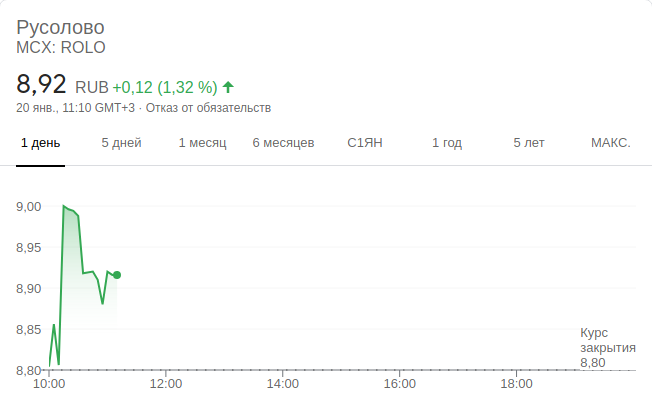 Русолово
MCX: ROLO
8,92 RUB +0,12 (1,32 %)
20 янв., 11:10 GMT+3 · Отказ от обязательств
1 день 5 дней 1 месяц 6 месяцев С1ЯН 1 год 5 лет МАКС.
9,00
8,95
8,90
8,85
Курс
закрытия
8,80
8,80
10:00 12:00 14:00 16:00 18:00